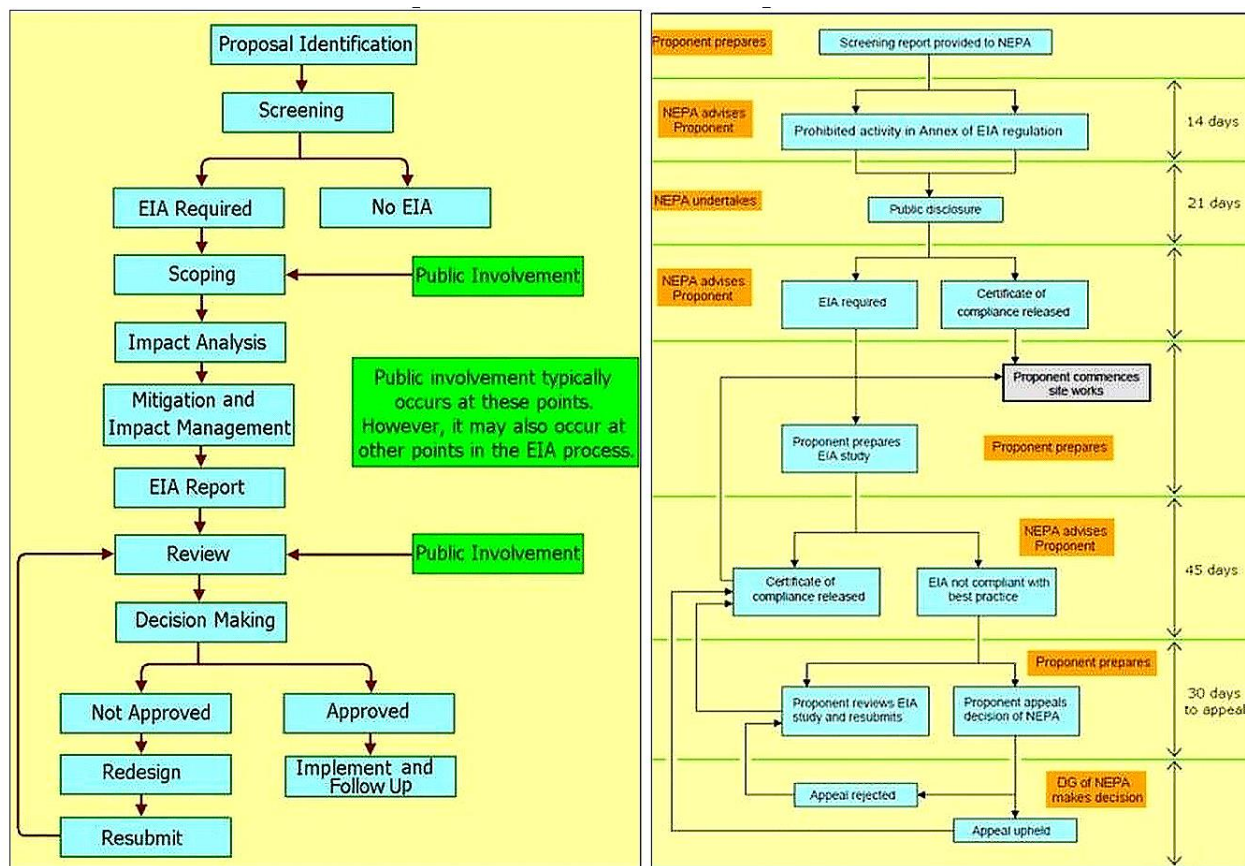 Proposal Identification
Screening
EIA Required
No EIA
Scoping
Public Involvement
Impact Analysis
Public involvement typically
occurs at these points.
However, it may also occur at
other points in the EIA process.
Mitigation and
Impact Management
EIA Report
Review
Public Involvement
Decision Making
Not Approved
Approved
Redesign
Implement and
Follow Up
Resubmit
Proponent prepares
Screening report provided to NEPA
NEPA advises
Proponent
Prohibited activity in Annex of EIA regulation
14 days
NEPA undertakes
Public disclosure
21 days
NEPA advises
Proponent
EIA required
Certificate of
compliance released
Proponent commences
site works
Proponent prepares
EIA study
Proponent prepares
NEPA advises
Proponent
Certificate of
compliance released
EIA not compliant with
best practice
45 days
Proponent prepares
Proponent reviews EIA
study and resubmits
Proponent appeals
decision of NEPA
30 days
to appeal
DG of NEPA
makes decision
Appeal rejected
Appeal upheld